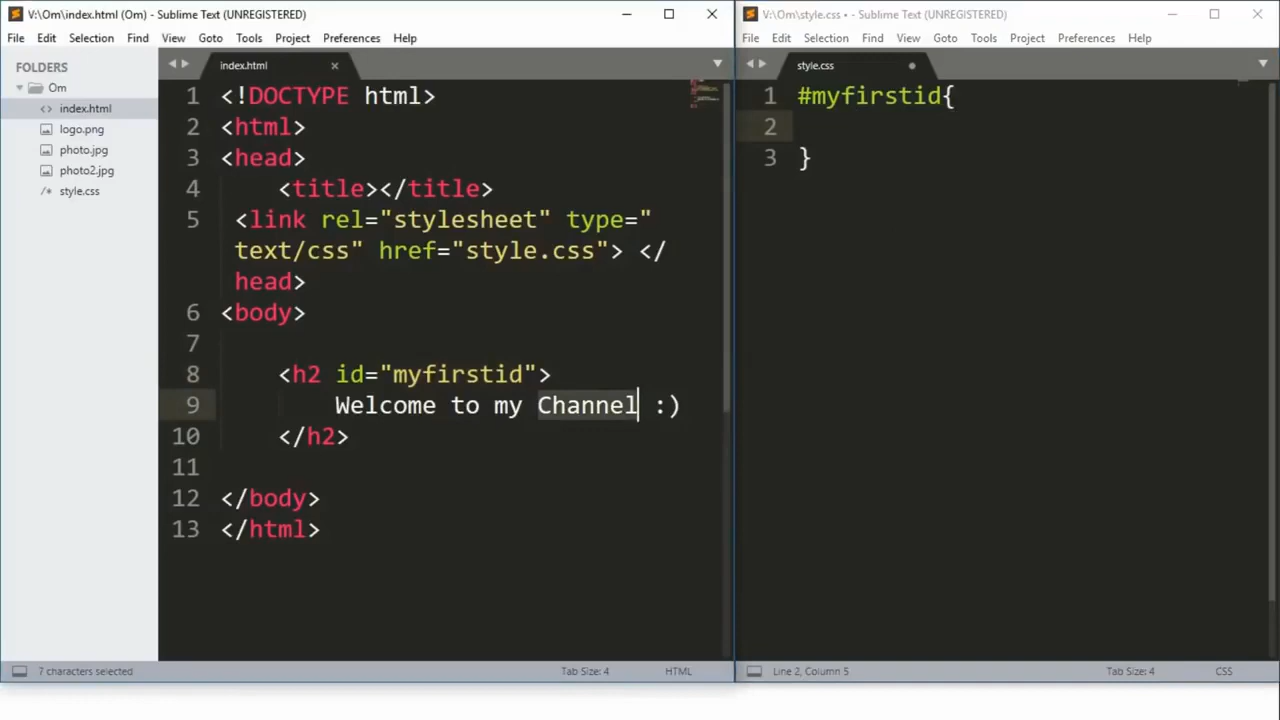 V:\Om\index.html (Om) - Sublime Text (UNREGISTERED)
File Edit Selection Find View Goto Tools Project Preferences Help
FOLDERS
Om
index.html
logo.png
photo.jpg
photo2.jpg
style.css
index.html
1 <!DOCTYPE html>
2 <html>
3 <head>
4 <title></title>
5 <link rel="stylesheet" type="
text/css" href="style.css"> </
head>
6 <body>
7
8 <h2 id="myfirstid">
9 Welcome to my Channel :)
10 </h2>
11
12 </body>
13 </html>
7 characters selected Tab Size: 4 HTML
V:\Om\style.css • - Sublime Text (UNREGISTERED)
File Edit Selection Find View Goto Tools Project Preferences Help
style.css
1 #myfirstid{
2
3 }
Line 2, Column 5 Tab Size: 4 CSS